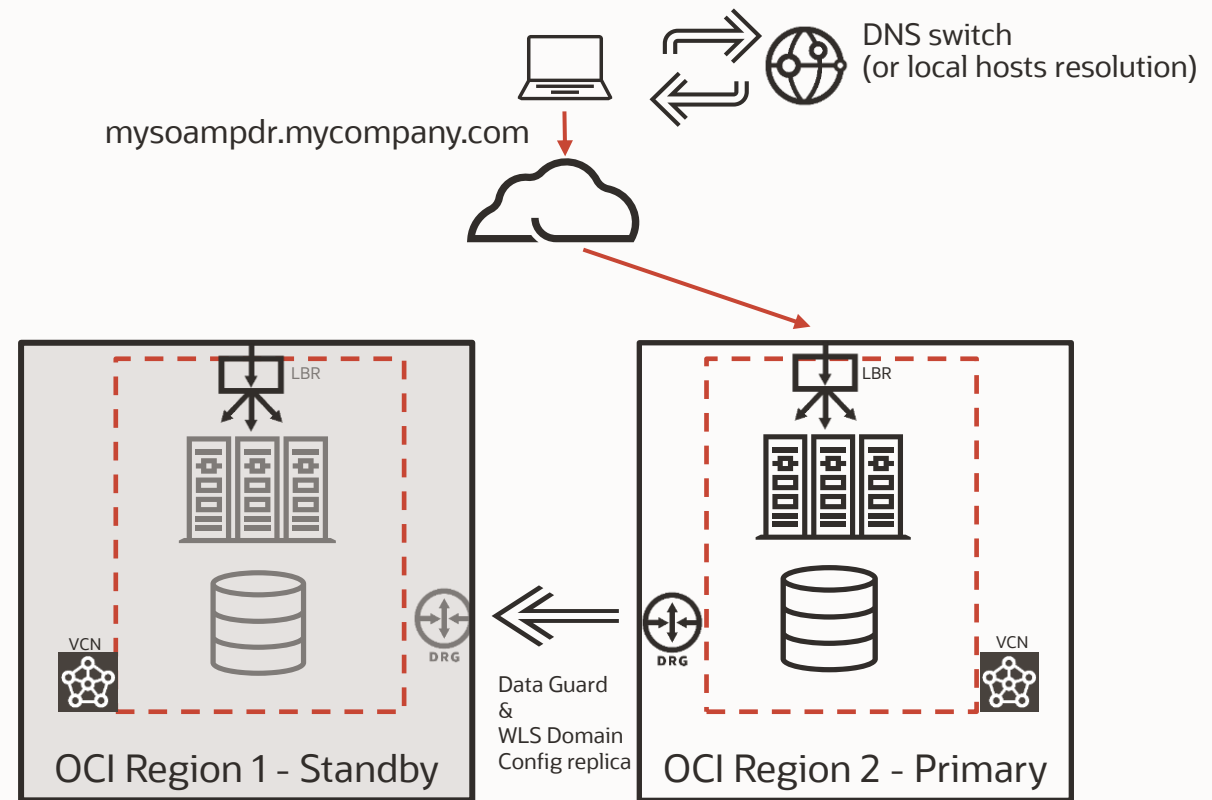 DNS switch
(or local hosts resolution)
mysoampdr.mycompany.com
LBR
LBR
VCN
DRG
DRG
VCN
Data Guard
&
WLS Domain
Config replica
OCI Region 1 - Standby
OCI Region 2 - Primary